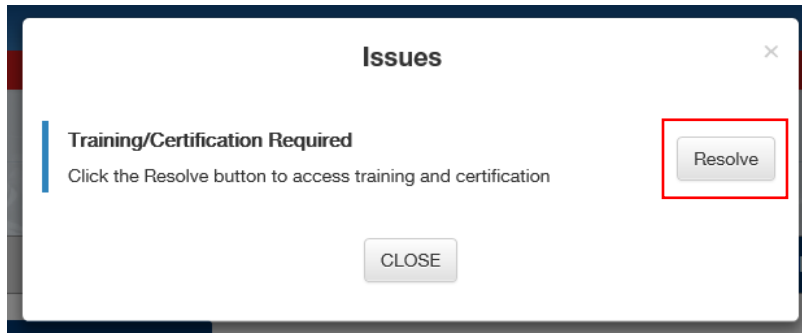 Issues
×
Training/Certification Required
Click the Resolve button to access training and certification
Resolve
CLOSE